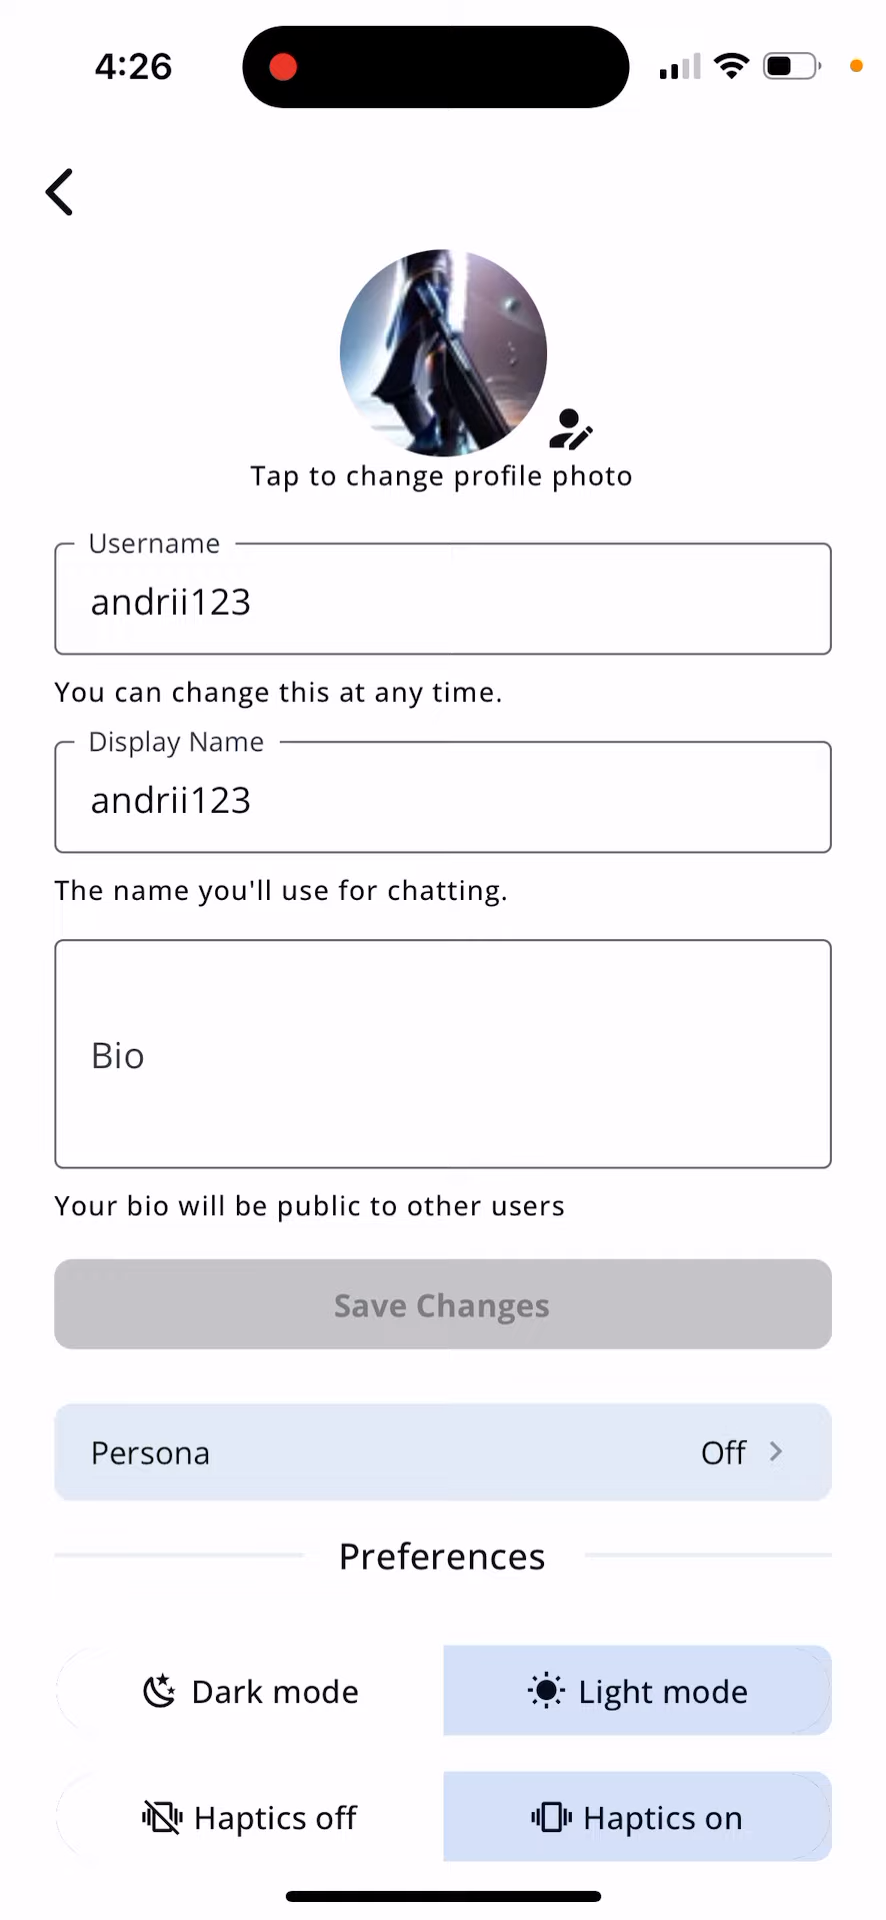 4:26
Tap to change profile photo
Username
andrii123
You can change this at any time.
Display Name
andrii123
The name you'll use for chatting.
Bio
Your bio will be public to other users
Save Changes
Persona Off
Preferences
Dark mode Light mode
Haptics off Haptics on